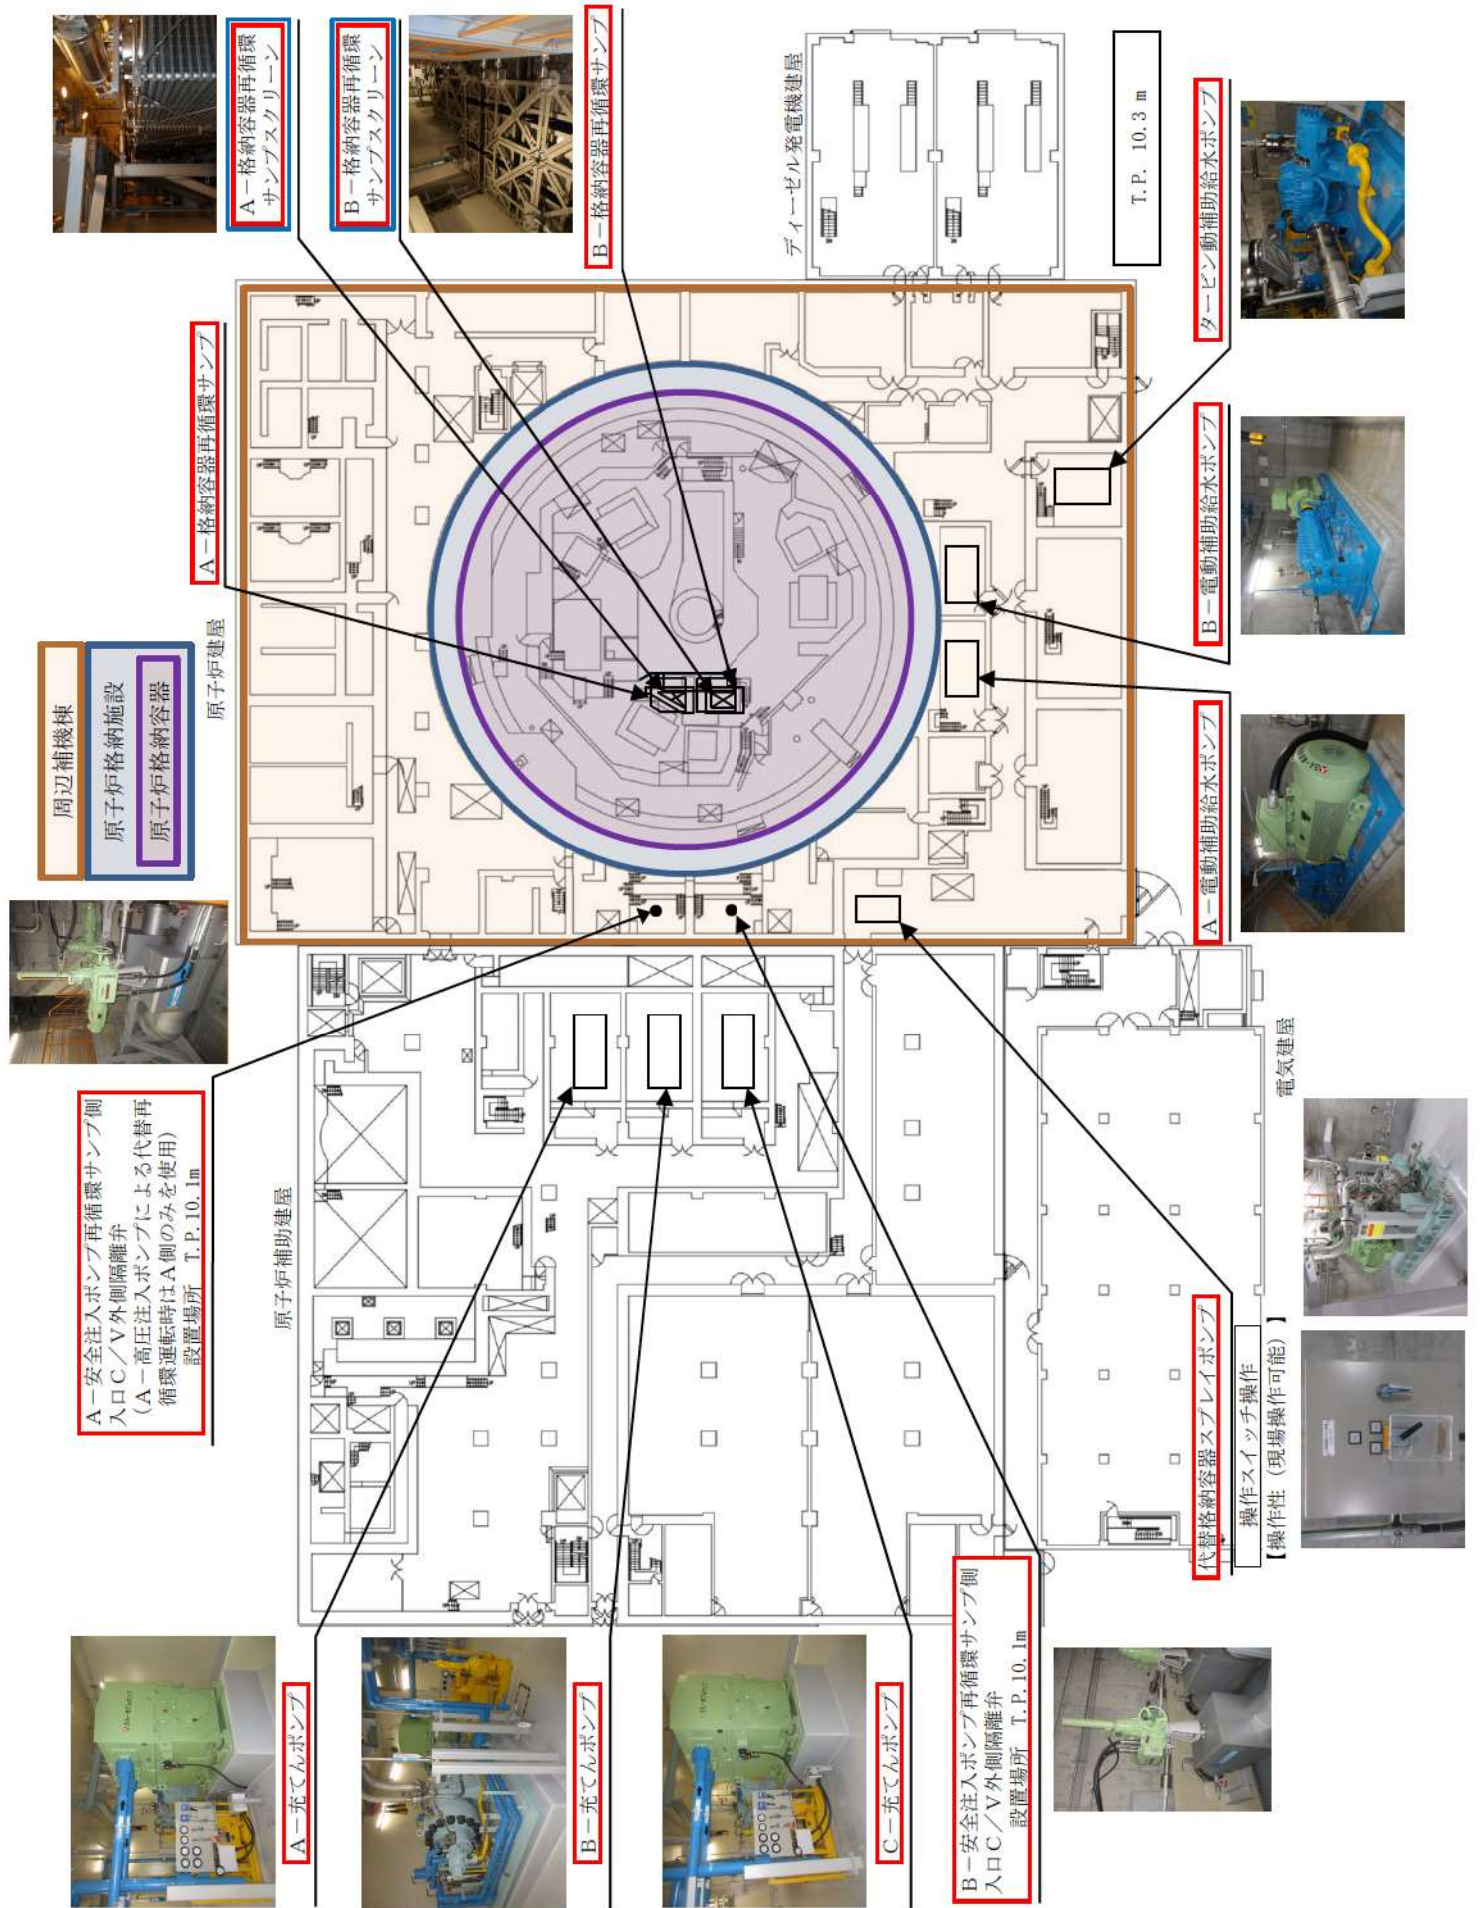 周辺補機棟
原子炉格納施設
原子炉格納容器
原子炉建屋
A－格納容器再循環サンプ
A－格納容器再循環
サンプスクリーン
B－格納容器再循環
サンプスクリーン
B－格納容器再循環サンプ
ディーゼル発電機建屋
T.P. 10.3 m
タービン動補助給水ポンプ
B－電動補助給水ポンプ
A－電動補助給水ポンプ
電気建屋
A－安全注入ポンプ再循環サンプ側
入口C／V外側隔離弁
（A－高圧注入ポンプによる代替再
循環運転時はA側のみを使用）
設置場所 T.P.10.1m
原子炉補助建屋
代替格納容器スプレイポンプ
操作スイッチ操作
【操作性（現場操作可能）】
A－充てんポンプ
B－充てんポンプ
C－充てんポンプ
B－安全注入ポンプ再循環サンプ側
入口C／V外側隔離弁
設置場所 T.P.10.1m